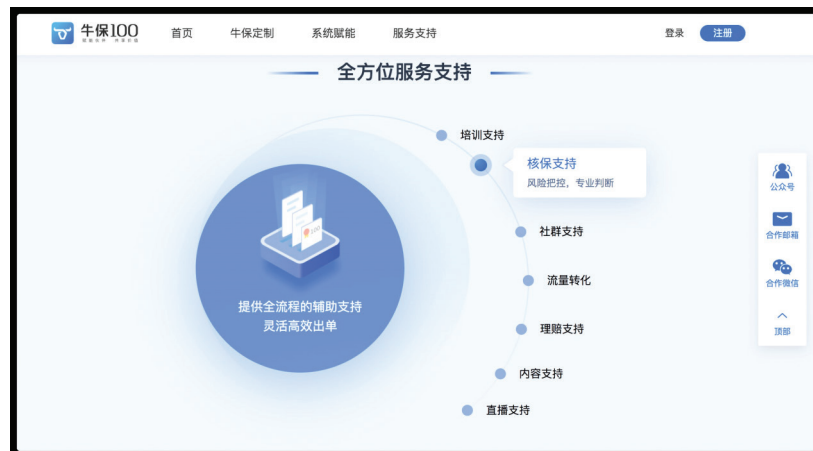 牛保100
首页 牛保定制 系统赋能 服务支持 登录 注册
全方位服务支持
培训支持
核保支持
风险把控，专业判断
社群支持
流量转化
理赔支持
内容支持
直播支持
100
提供全流程的辅助支持
灵活高效出单
公众号
合作邮箱
合作微信
顶部